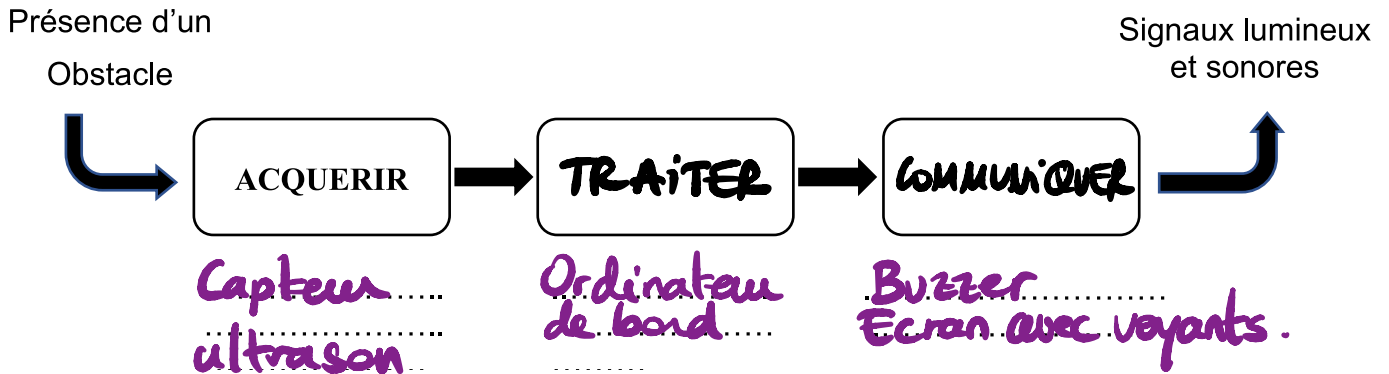 Présence d'un
Obstacle
Signaux lumineux
et sonores
ACQUERIR
TRAiTER
COMMUNiQUER
Capteur
ultrason
Ordinateur
de bord
Buzzer
Ecran avec voyants.